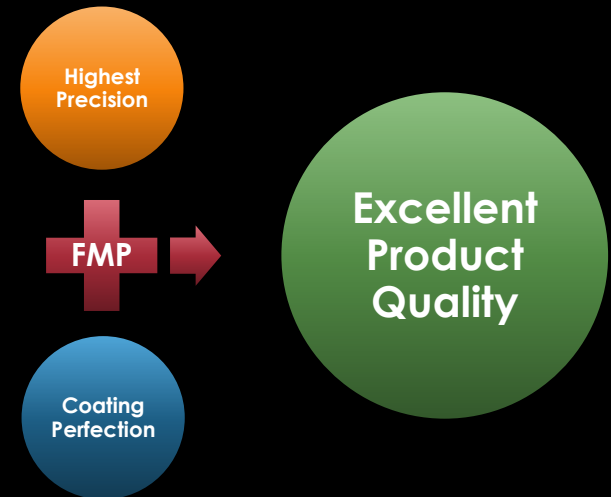 Highest
Precision
FMP
Coating
Perfection
Excellent
Product
Quality